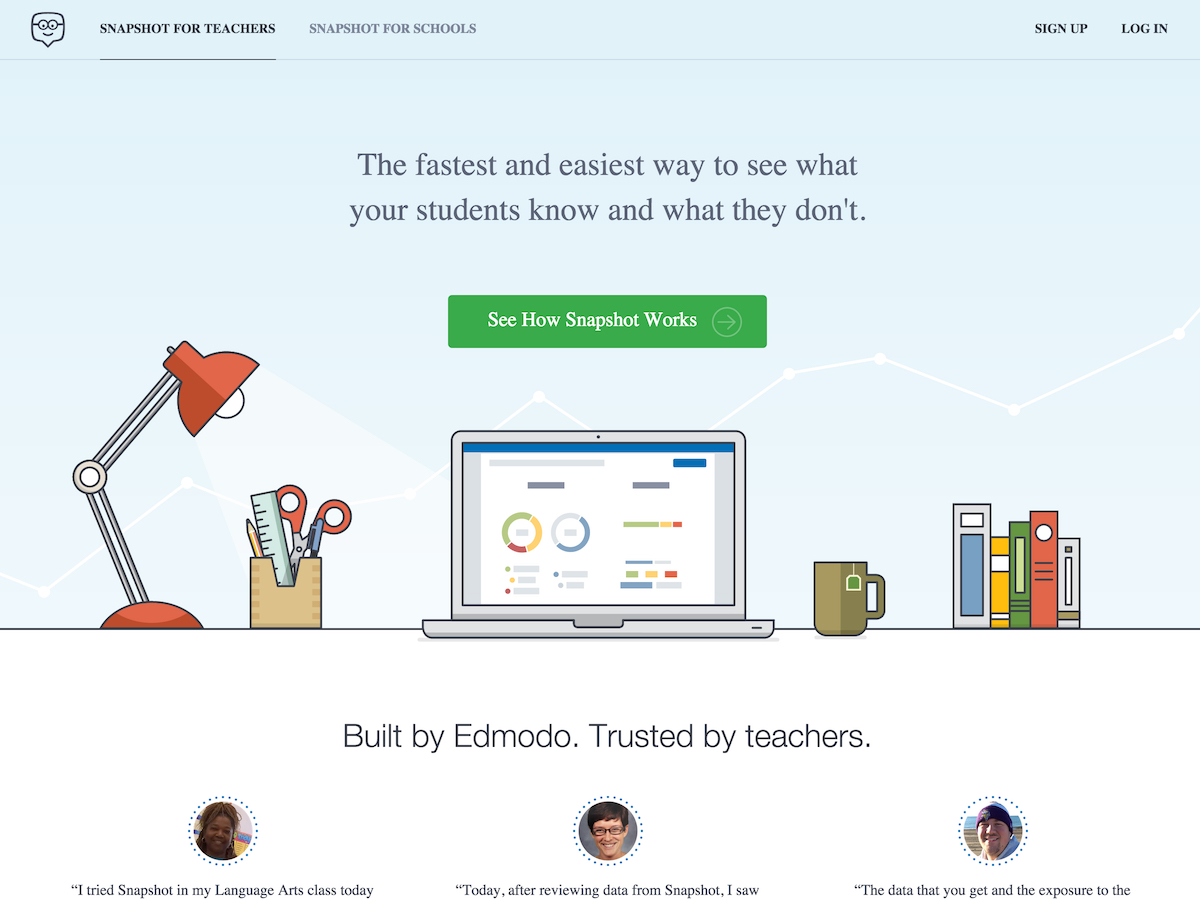 SNAPSHOT FOR TEACHERS
SNAPSHOT FOR SCHOOLS
SIGN UP
LOG IN
The fastest and easiest way to see what
your students know and what they don't.
See How Snapshot Works
Built by Edmodo. Trusted by teachers.
“I tried Snapshot in my Language Arts class today
“Today, after reviewing data from Snapshot, I saw
“The data that you get and the exposure to the